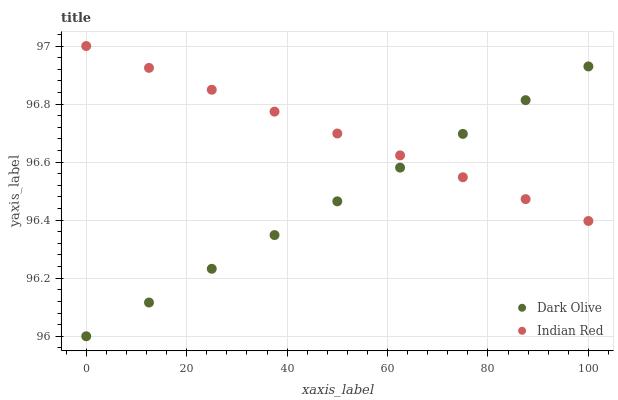 title
97
96.8
96.6
96.4
96.2
96
yaxis_label
0 20 40 60 80 100
xaxis_label
Dark Olive
Indian Red